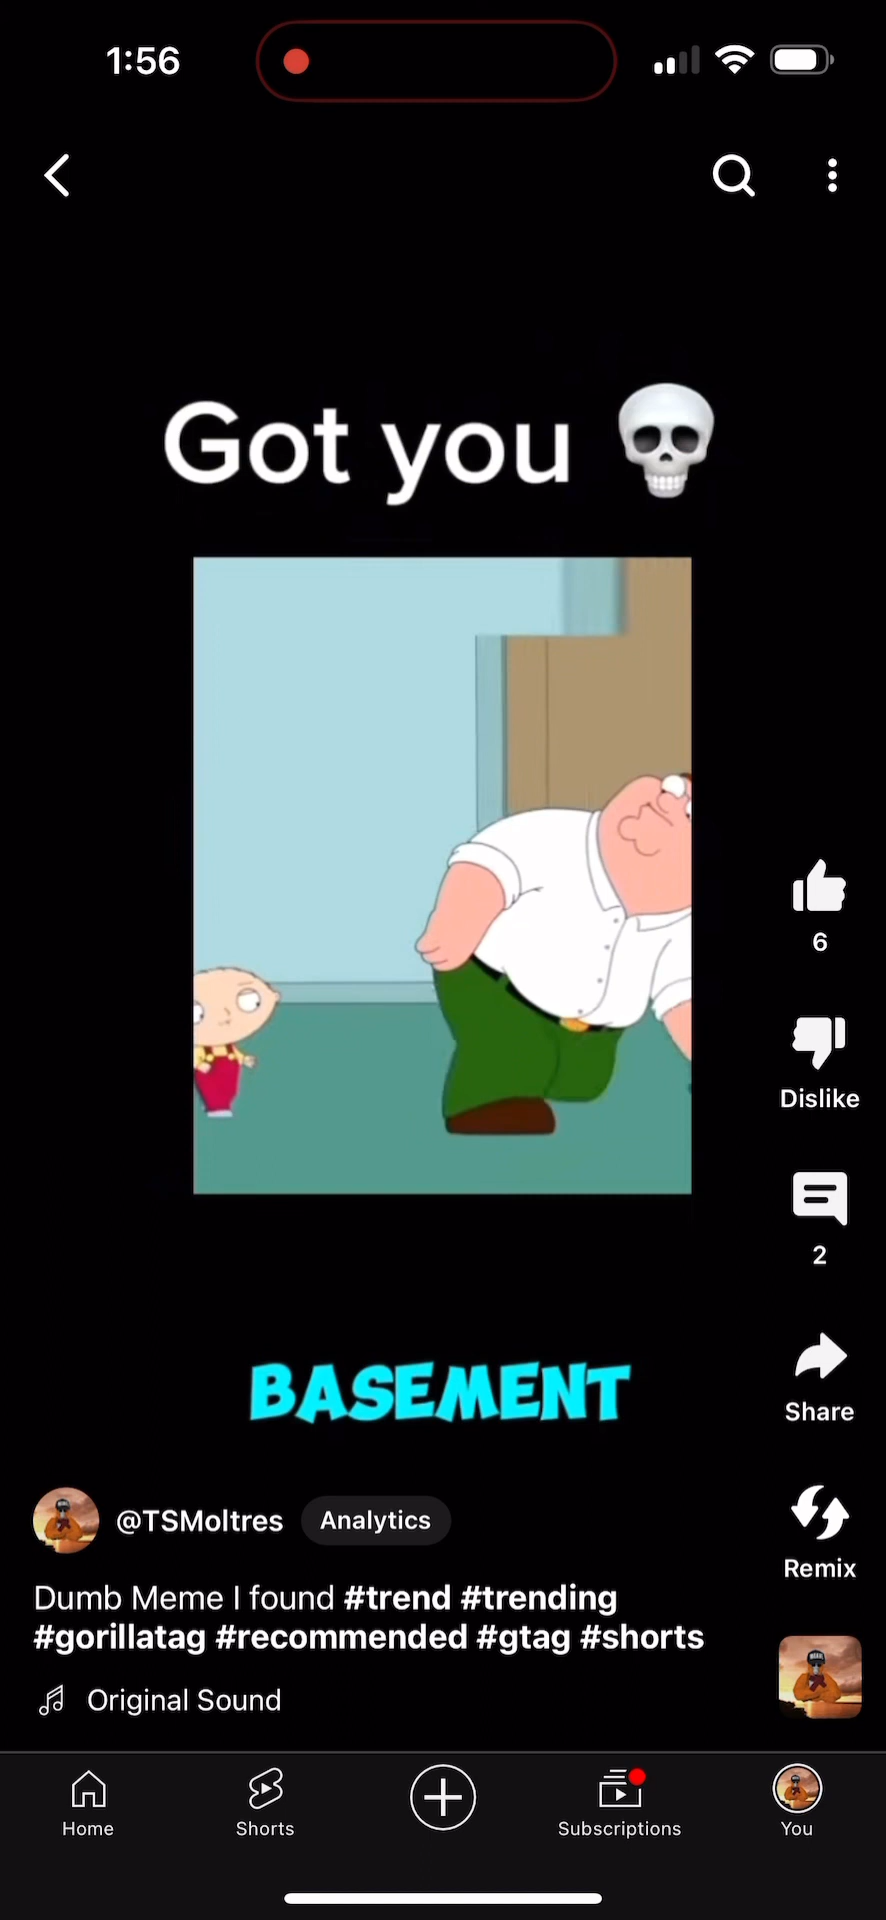 1:56
Got you 💀
6
Dislike
2
BASEMENT
Share
@TSMoltres Analytics
Remix
Dumb Meme I found #trend #trending
#gorillatag #recommended #gtag #shorts
Original Sound
Home Shorts Subscriptions You